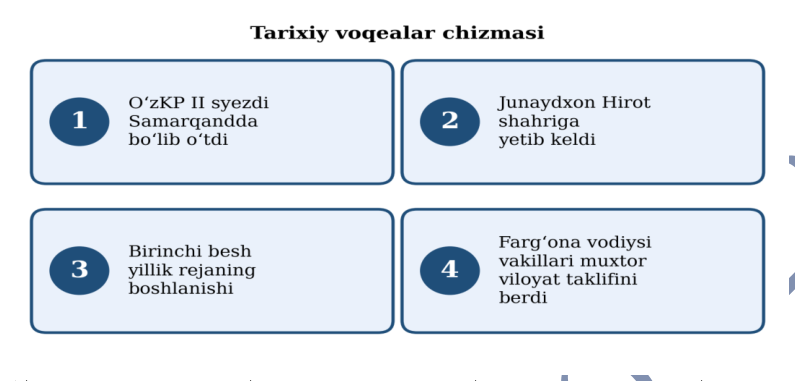 Tarixiy voqealar chizmasi
1
O‘zKP II syezdi
Samarqandda
bo‘lib o‘tdi
2
Junaydxon Hirot
shahriga
yetib keldi
3
Birinchi besh
yillik rejaning
boshlanishi
4
Farg‘ona vodiysi
vakillari muxtor
viloyat taklifini
berdi